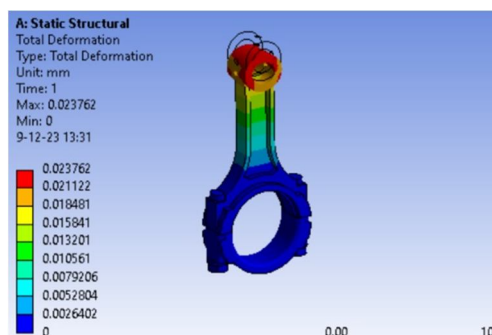 A: Static Structural
Total Deformation
Type: Total Deformation
Unit: mm
Time: 1
Max: 0.023762
Min: 0
9-12-23 13:31
0.023762
0.021122
0.018481
0.015841
0.013201
0.010561
0.0079206
0.0052804
0.0026402
0
0.00